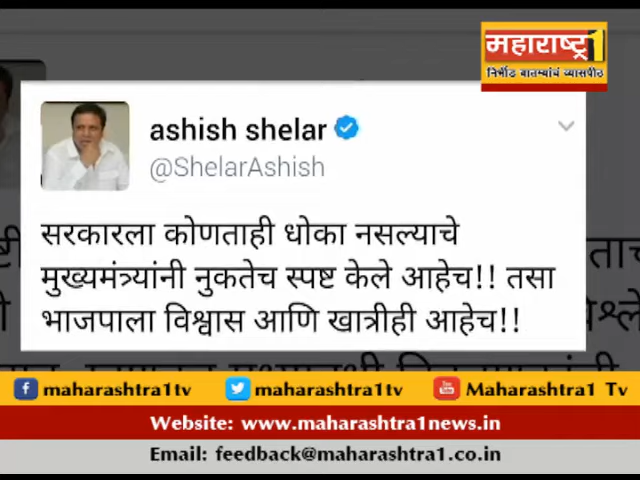 महाराष्ट्र1
निर्भीड बातम्यांचं व्यासपीठ
ashish shelar
@ShelarAshish
सरकारला कोणताही धोका नसल्याचे
मुख्यमंत्र्यांनी नुकतेच स्पष्ट केले आहेच!! तसा
भाजपाला विश्वास आणि खात्रीही आहेच!!
maharashtra1tv
maharashtra1tv
Maharashtra1 Tv
Website: www.maharashtra1news.in
Email: feedback@maharashtra1.co.in